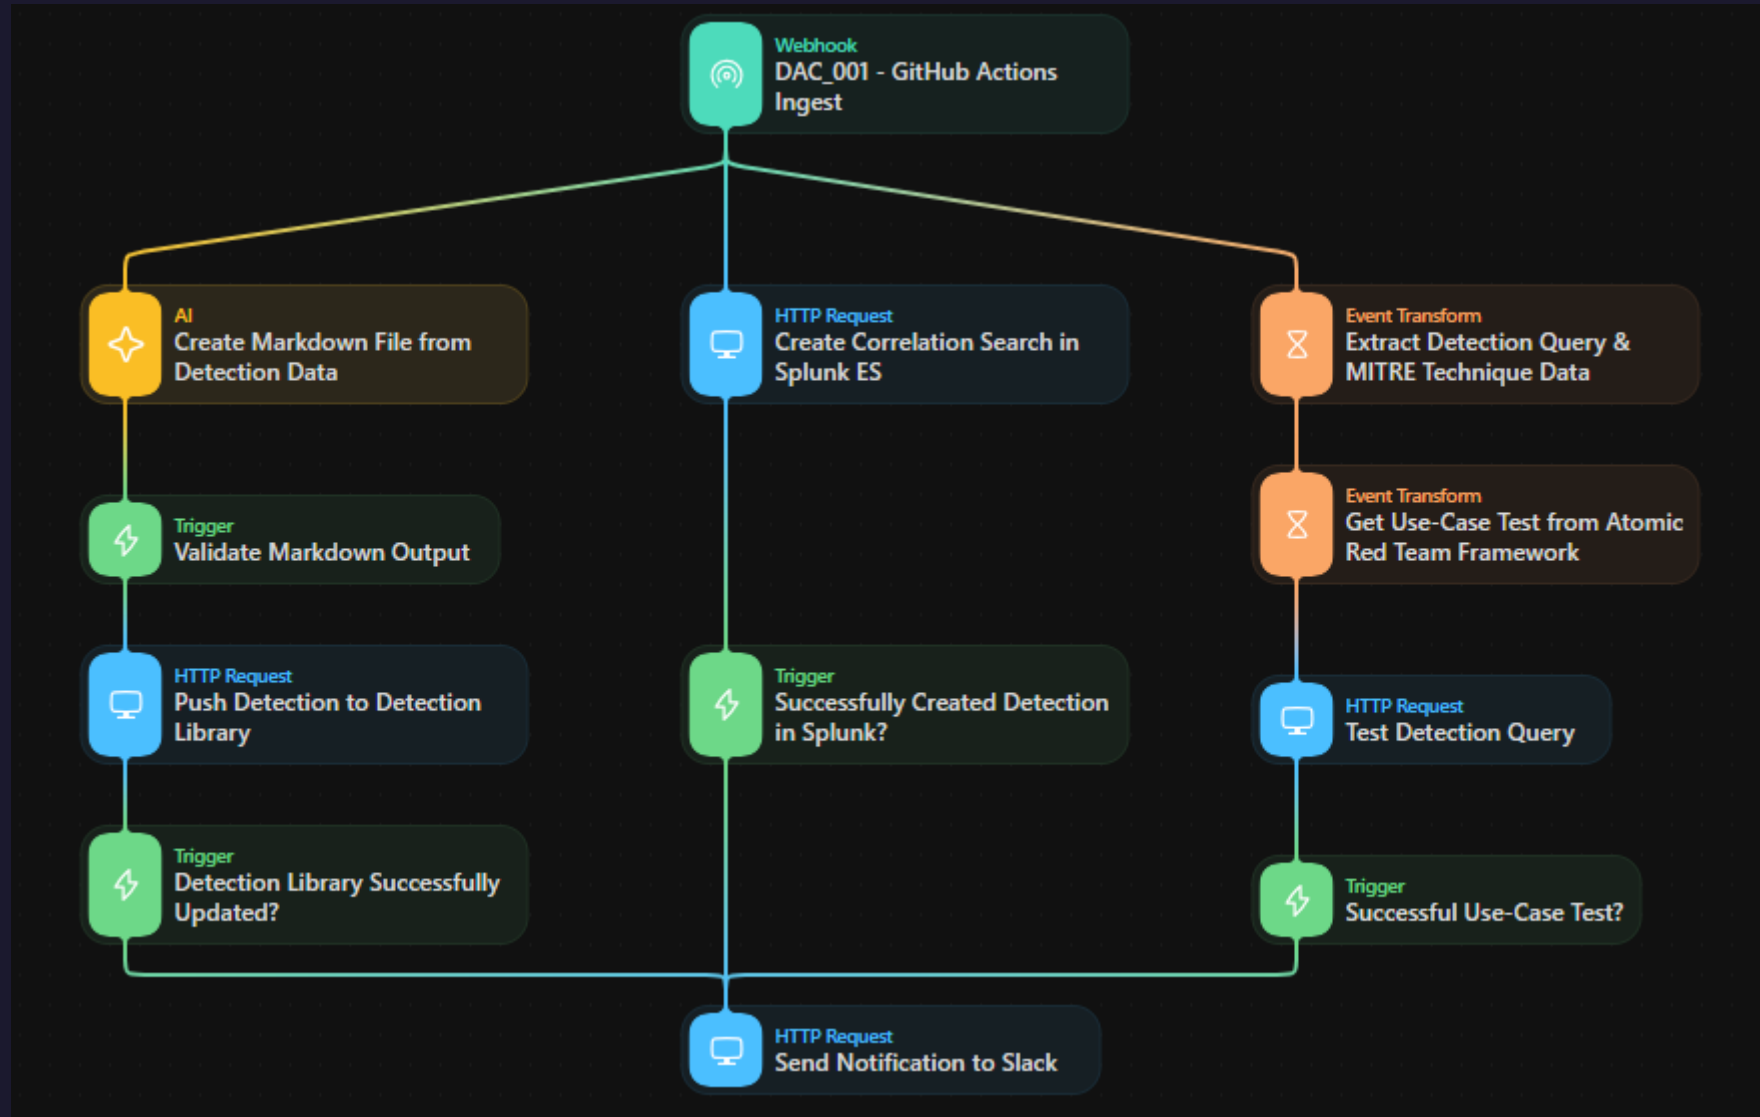 Webhook
DAC_001 - GitHub Actions
Ingest
AI
Create Markdown File from
Detection Data
HTTP Request
Create Correlation Search in
Splunk ES
Event Transform
Extract Detection Query &
MITRE Technique Data
Trigger
Validate Markdown Output
Event Transform
Get Use-Case Test from Atomic
Red Team Framework
HTTP Request
Push Detection to Detection
Library
Trigger
Successfully Created Detection
in Splunk?
HTTP Request
Test Detection Query
Trigger
Detection Library Successfully
Updated?
Trigger
Successful Use-Case Test?
HTTP Request
Send Notification to Slack